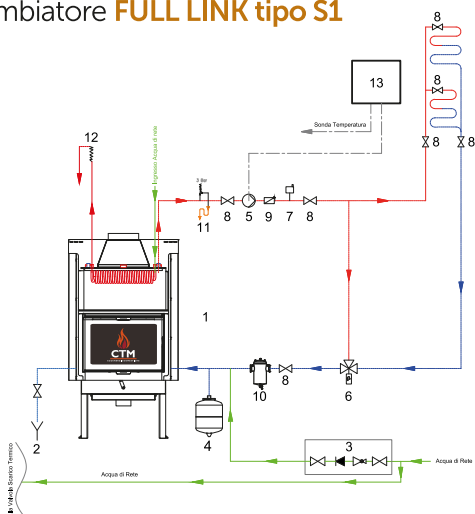 mbiatore FULL LINK tipo S1
8
13
8
Sonda Temperatura
12
Ingresso Acqua di rete
8
8
3 Bar
11
8
5
9
7
8
1
CTM
8
10
6
4
2
3
Acqua di Rete
Acqua di Rete
la Valvola Scarico Termico